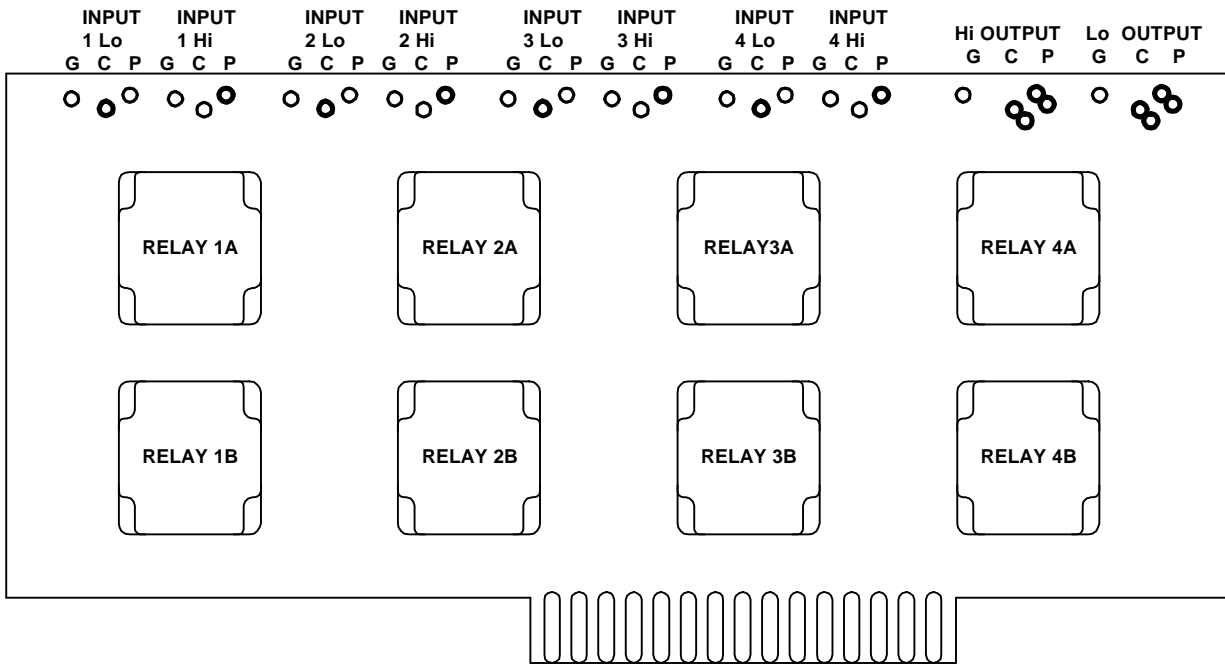 INPUT INPUT INPUT INPUT INPUT INPUT INPUT INPUT
1 Lo 1 Hi 2 Lo 2 Hi 3 Lo 3 Hi 4 Lo 4 Hi Hi OUTPUT Lo OUTPUT
G C P G C P G C P G C P G C P G C P G C P G C P G C P G C P
RELAY 1A RELAY 2A RELAY3A RELAY 4A
RELAY 1B RELAY 2B RELAY 3B RELAY 4B